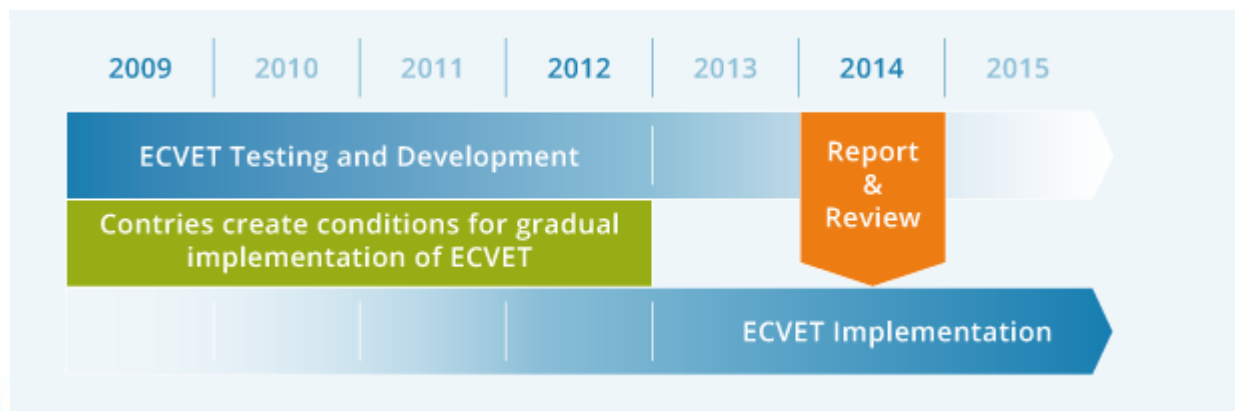 2009 2010 2011 2012 2013 2014 2015
ECVET Testing and Development
Report
&
Review
Contries create conditions for gradual
implementation of ECVET
ECVET Implementation